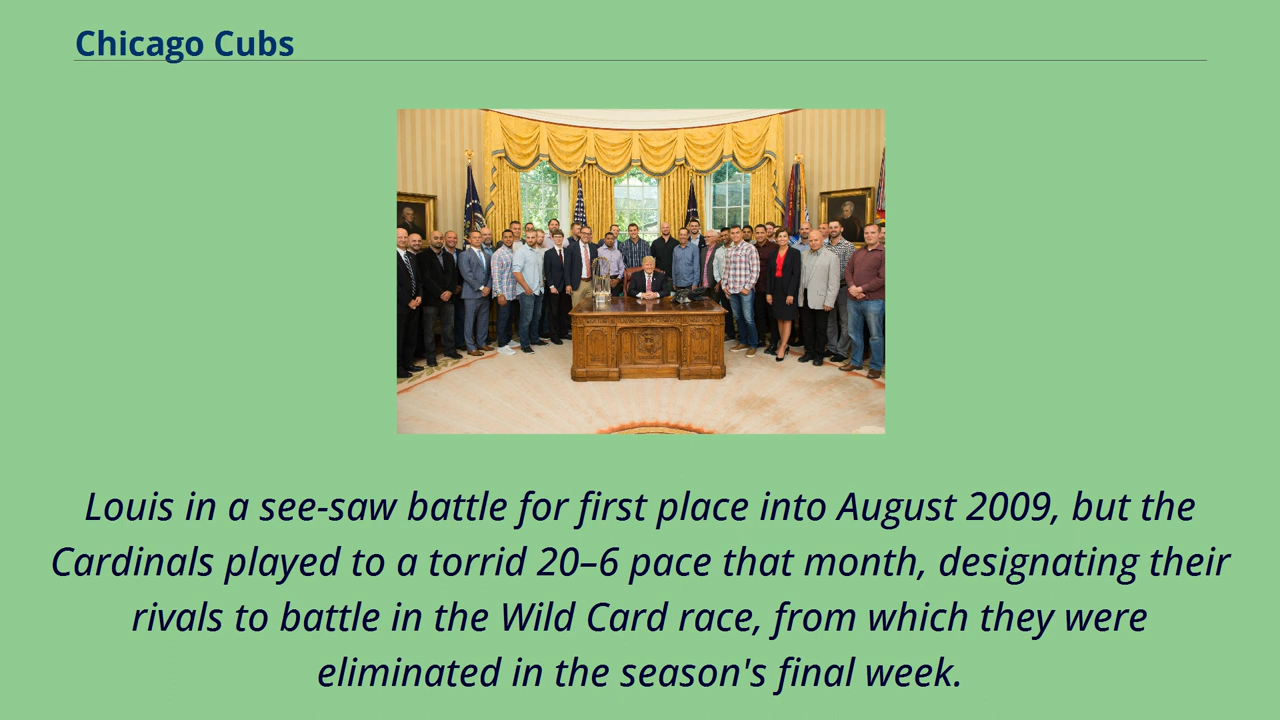 Chicago Cubs
Louis in a see-saw battle for first place into August 2009, but the
Cardinals played to a torrid 20–6 pace that month, designating their
rivals to battle in the Wild Card race, from which they were
eliminated in the season's final week.